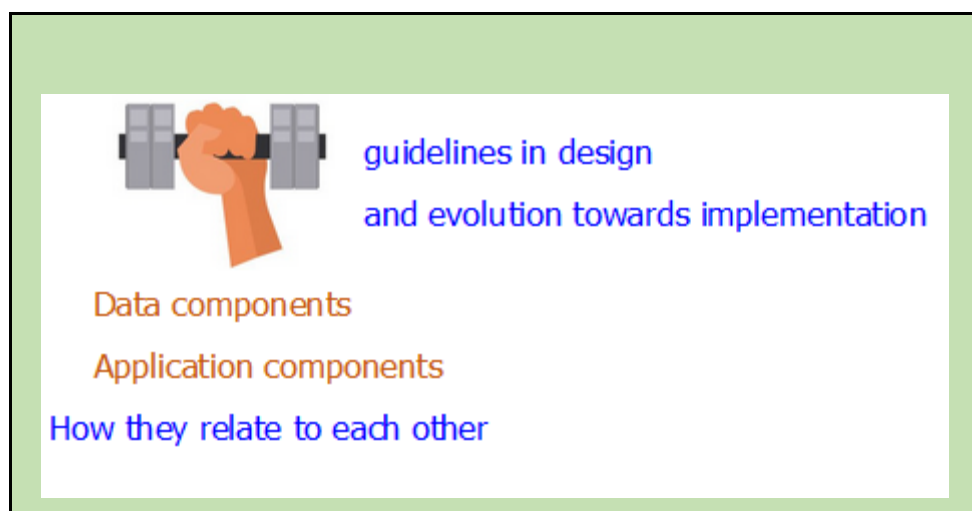 guidelines in design
and evolution towards implementation
Data components
Application components
How they relate to each other